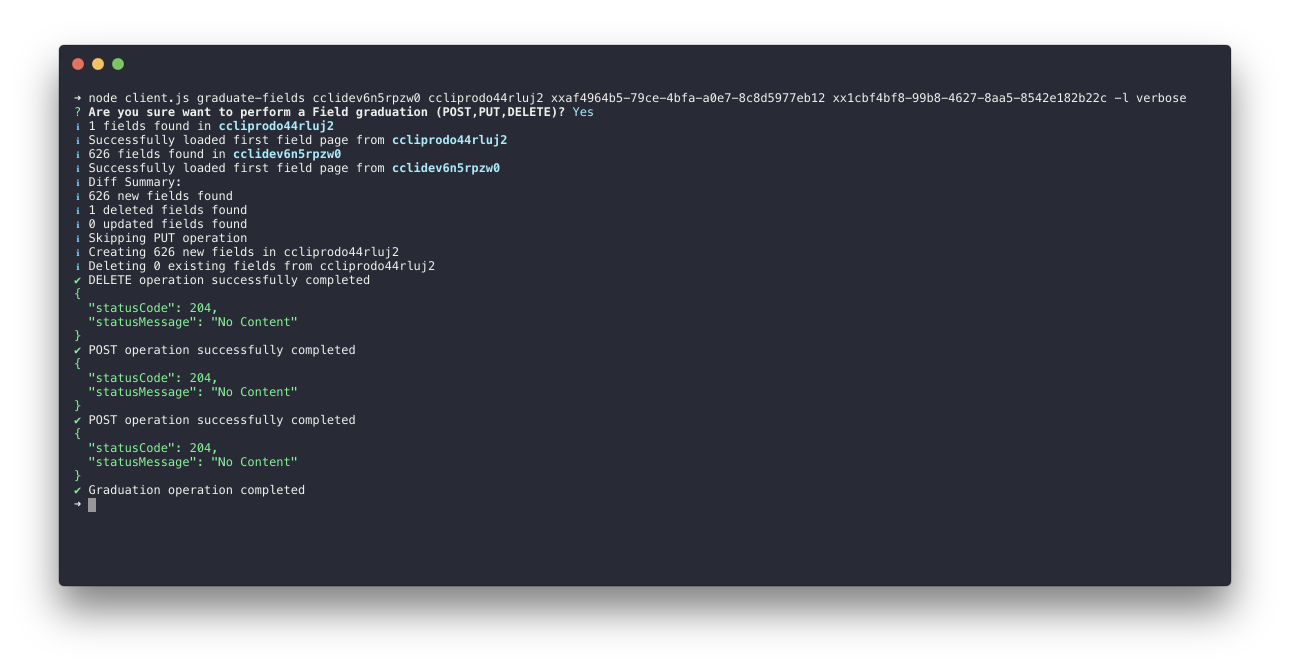 ➜ node client.js graduate-fields cclidev6n5rpzw0 ccliprodo44rluj2 xxaf4964b5-79ce-4bfa-a0e7-8c8d5977eb12 xx1cbf4bf8-99b8-4627-8aa5-8542e182b22c -l verbose
? Are you sure want to perform a Field graduation (POST,PUT,DELETE)? Yes
ℹ 1 fields found in ccliprodo44rluj2
ℹ Successfully loaded first field page from ccliprodo44rluj2
ℹ 626 fields found in cclidev6n5rpzw0
ℹ Successfully loaded first field page from cclidev6n5rpzw0
ℹ Diff Summary:
ℹ 626 new fields found
ℹ 1 deleted fields found
ℹ 0 updated fields found
ℹ Skipping PUT operation
ℹ Creating 626 new fields in ccliprodo44rluj2
ℹ Deleting 0 existing fields from ccliprodo44rluj2
✔ DELETE operation successfully completed
{
  "statusCode": 204,
  "statusMessage": "No Content"
}
✔ POST operation successfully completed
{
  "statusCode": 204,
  "statusMessage": "No Content"
}
✔ POST operation successfully completed
{
  "statusCode": 204,
  "statusMessage": "No Content"
}
✔ Graduation operation completed
➜